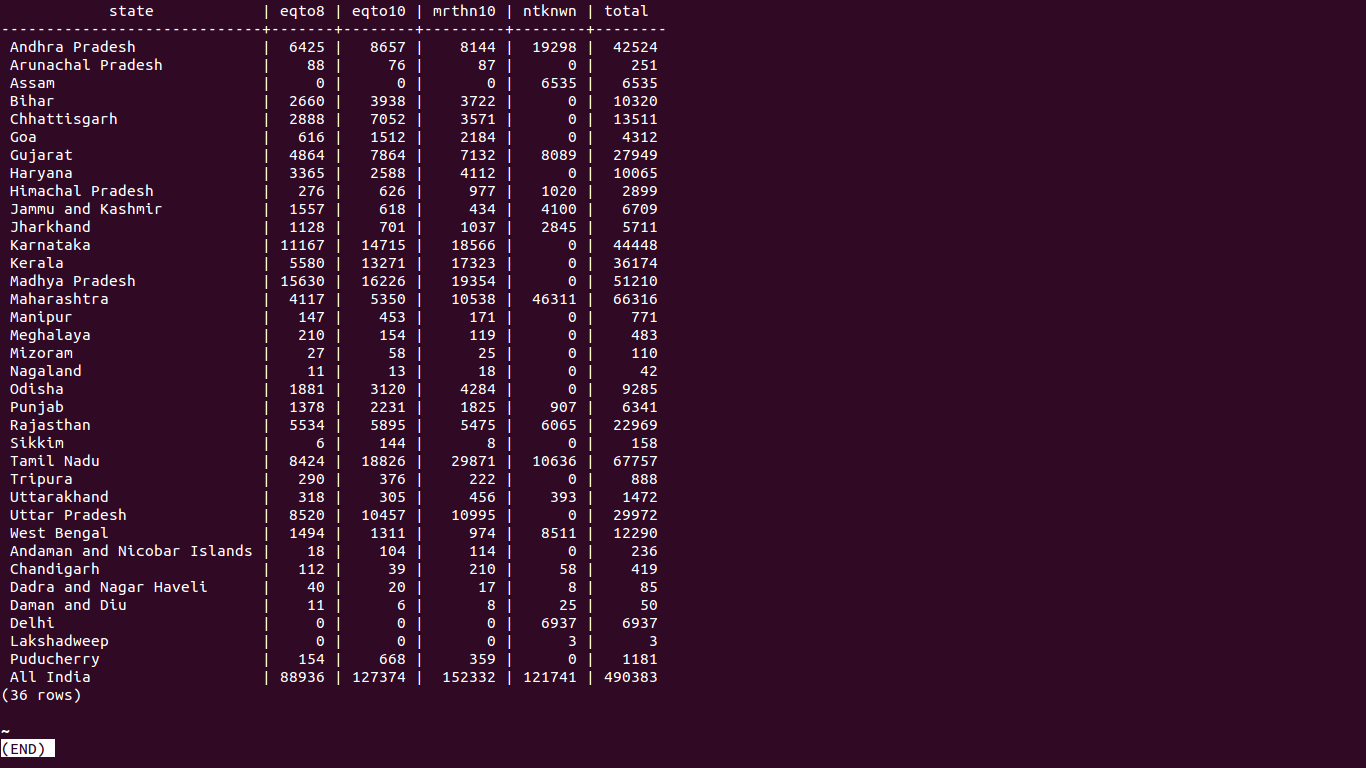 state | eqto8 | eqto10 | mrthn10 | ntknwn | total
-----------------------------+-------+--------+---------+--------+--------
Andhra Pradesh | 6425 | 8657 | 8144 | 19298 | 42524
Arunachal Pradesh | 88 | 76 | 87 | 0 | 251
Assam | 0 | 0 | 0 | 6535 | 6535
Bihar | 2660 | 3938 | 3722 | 0 | 10320
Chhattisgarh | 2888 | 7052 | 3571 | 0 | 13511
Goa | 616 | 1512 | 2184 | 0 | 4312
Gujarat | 4864 | 7864 | 7132 | 8089 | 27949
Haryana | 3365 | 2588 | 4112 | 0 | 10065
Himachal Pradesh | 276 | 626 | 977 | 1020 | 2899
Jammu and Kashmir | 1557 | 618 | 434 | 4100 | 6709
Jharkhand | 1128 | 701 | 1037 | 2845 | 5711
Karnataka | 11167 | 14715 | 18566 | 0 | 44448
Kerala | 5580 | 13271 | 17323 | 0 | 36174
Madhya Pradesh | 15630 | 16226 | 19354 | 0 | 51210
Maharashtra | 4117 | 5350 | 10538 | 46311 | 66316
Manipur | 147 | 453 | 171 | 0 | 771
Meghalaya | 210 | 154 | 119 | 0 | 483
Mizoram | 27 | 58 | 25 | 0 | 110
Nagaland | 11 | 13 | 18 | 0 | 42
Odisha | 1881 | 3120 | 4284 | 0 | 9285
Punjab | 1378 | 2231 | 1825 | 907 | 6341
Rajasthan | 5534 | 5895 | 5475 | 6065 | 22969
Sikkim | 6 | 144 | 8 | 0 | 158
Tamil Nadu | 8424 | 18826 | 29871 | 10636 | 67757
Tripura | 290 | 376 | 222 | 0 | 888
Uttarakhand | 318 | 305 | 456 | 393 | 1472
Uttar Pradesh | 8520 | 10457 | 10995 | 0 | 29972
West Bengal | 1494 | 1311 | 974 | 8511 | 12290
Andaman and Nicobar Islands | 18 | 104 | 114 | 0 | 236
Chandigarh | 112 | 39 | 210 | 58 | 419
Dadra and Nagar Haveli | 40 | 20 | 17 | 8 | 85
Daman and Diu | 11 | 6 | 8 | 25 | 50
Delhi | 0 | 0 | 0 | 6937 | 6937
Lakshadweep | 0 | 0 | 0 | 3 | 3
Puducherry | 154 | 668 | 359 | 0 | 1181
All India | 88936 | 127374 | 152332 | 121741 | 490383
(36 rows)
~
(END)